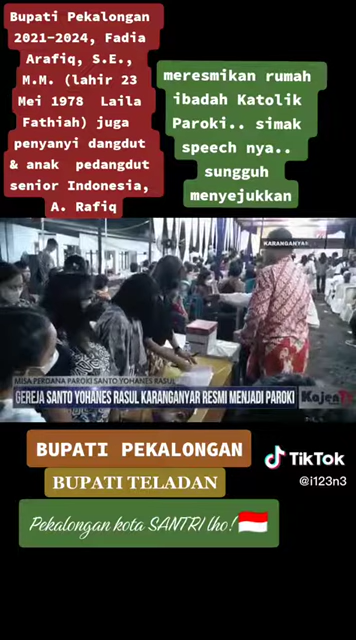 Bupati Pekalongan
2021-2024, Fadia
Arafiq, S.E.,
M.M. (lahir 23
Mei 1978 Laila
Fathiah) juga
penyanyi dangdut
& anak pedangdut
senior Indonesia,
A. Rafiq
meresmikan rumah
ibadah Katolik
Paroki.. simak
speech nya..
sungguh
menyejukkan
KARANGANYAR
MISA PERDANA PAROKI SANTO YOHANES RASUL
GEREJA SANTO YOHANES RASUL KARANGANYAR RESMI MENJADI PAROKI
KajenTV
BUPATI PEKALONGAN
BUPATI TELADAN
Pekalongan kota SANTRI lho!
TikTok
@i123n3